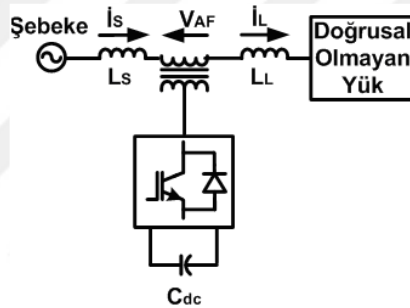 Şebeke
İS
VAF
İL
LS
LL
Doğrusal
Olmayan
Yük
Cdc